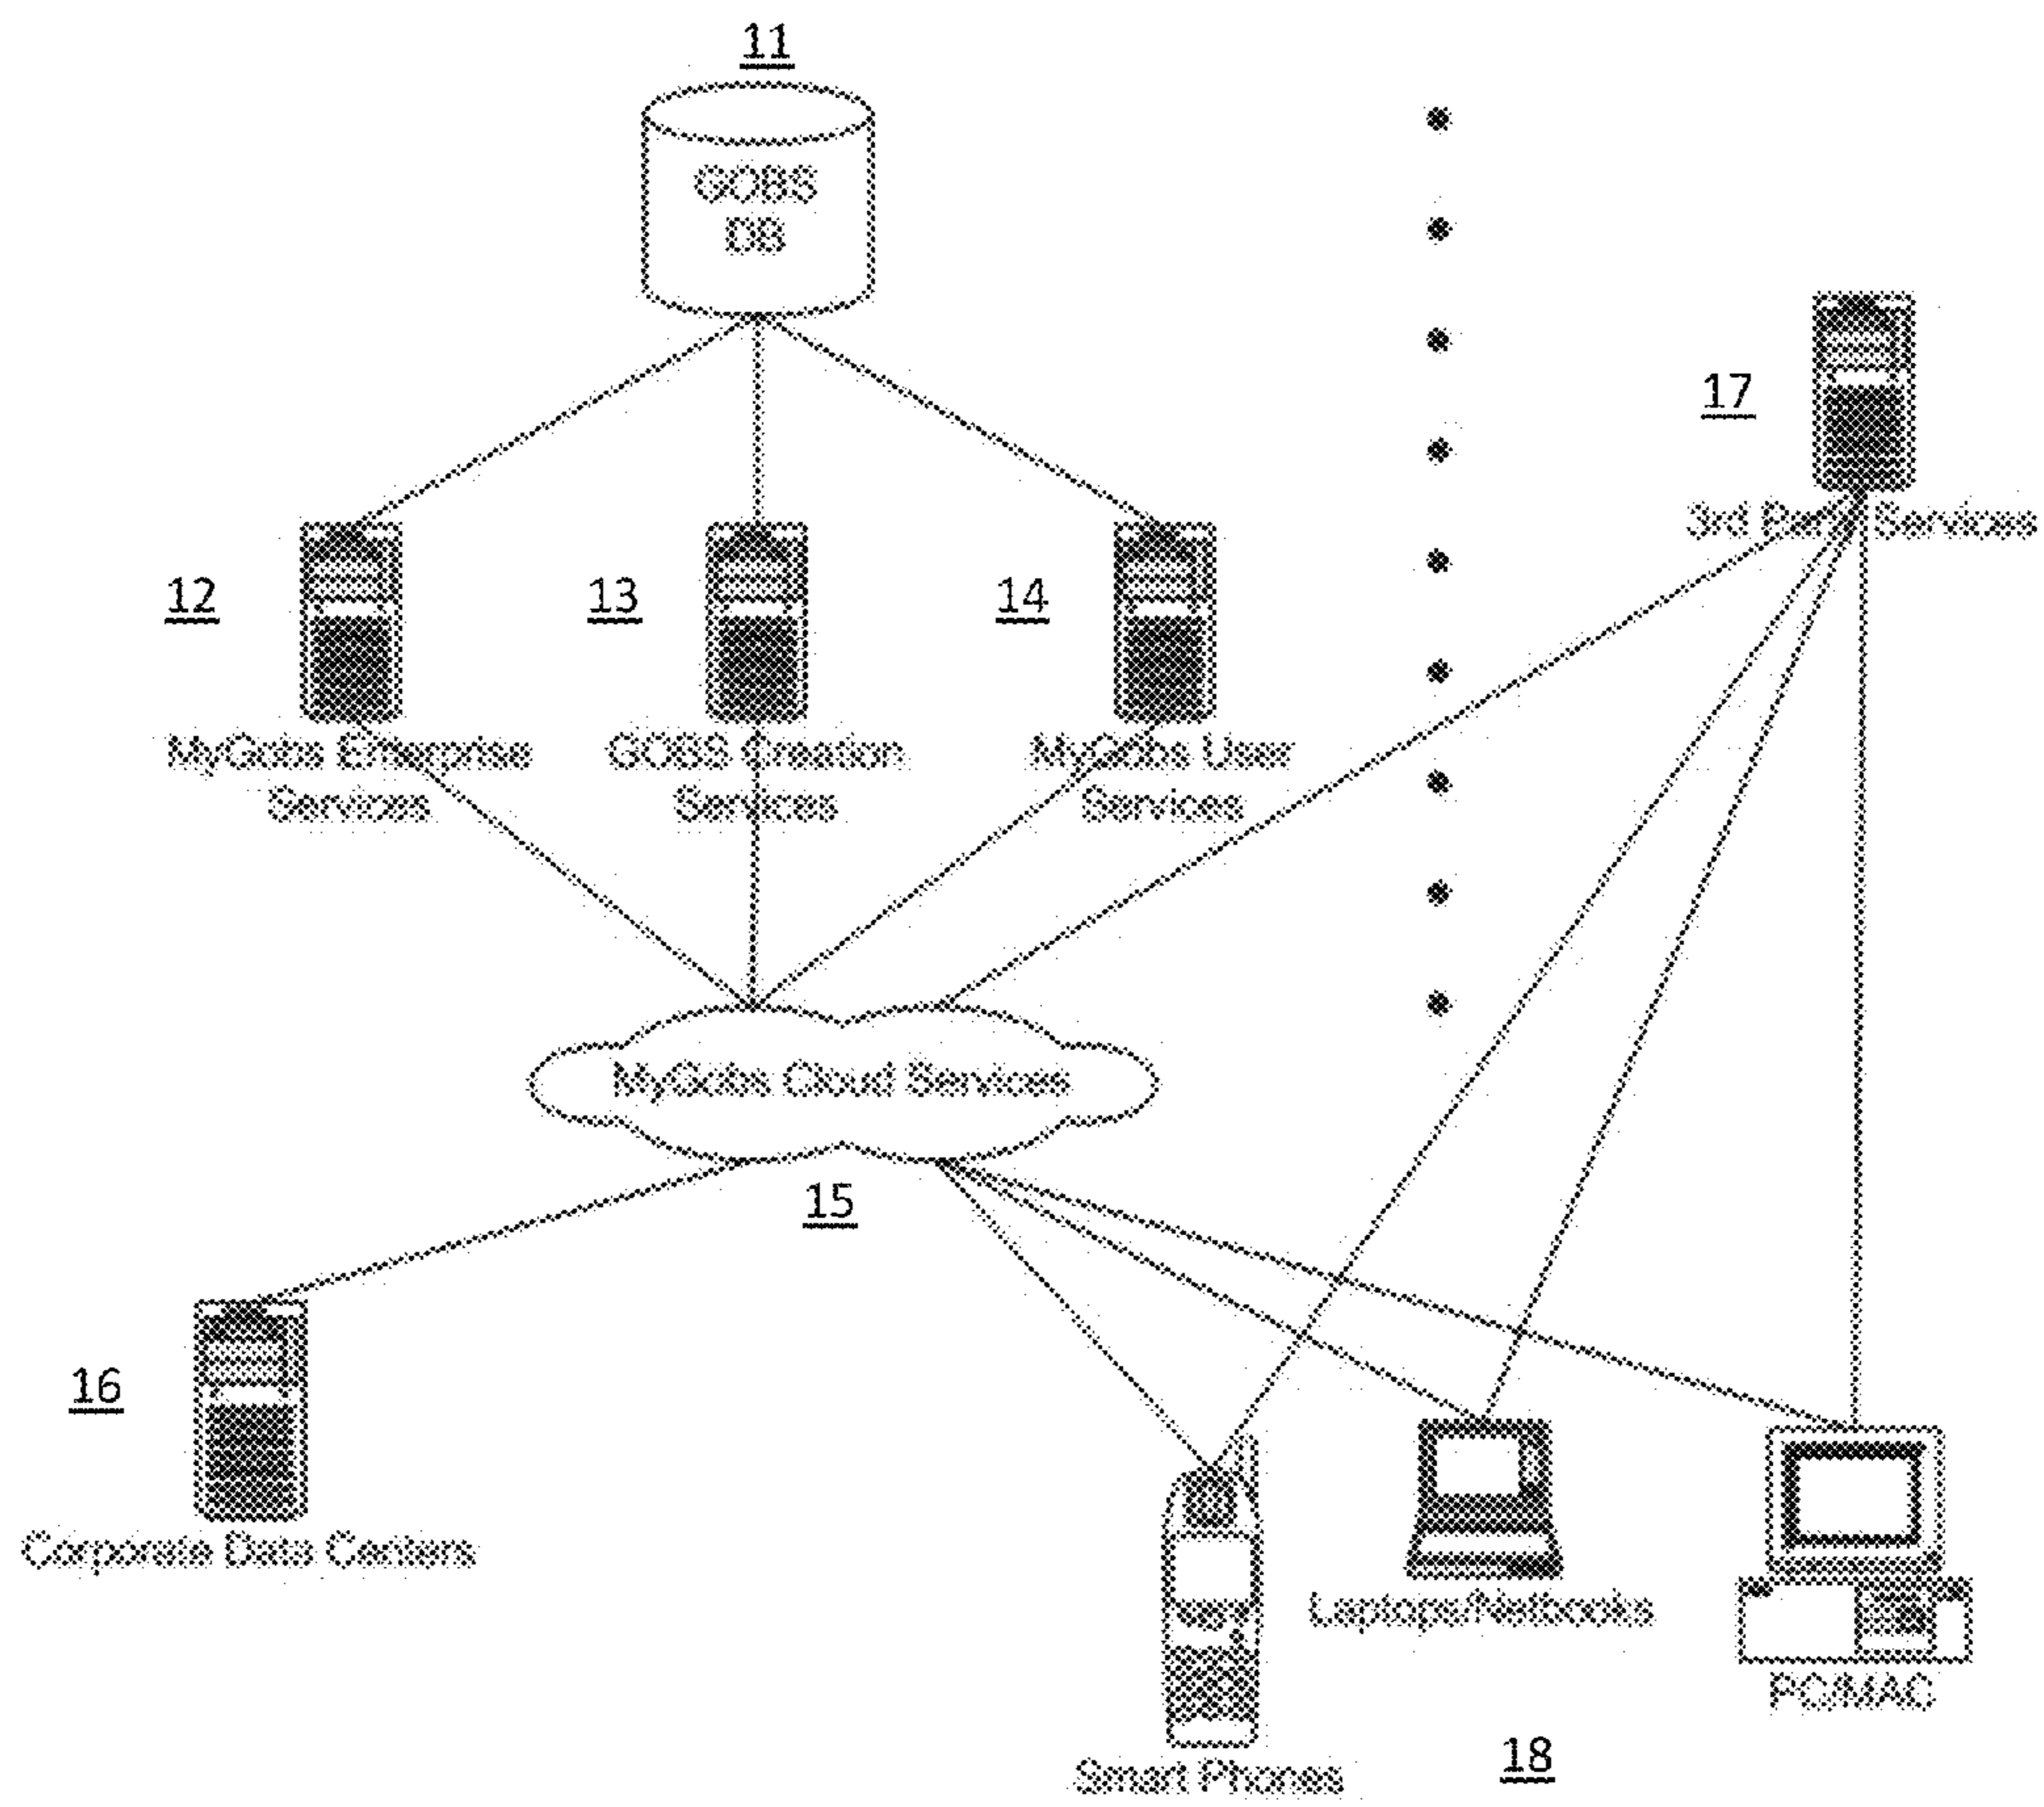 11
GOBS
DB
17
3rd Party Services
12
13
14
MyGobs Enterprise
Services
GOBS Creation
Services
MyGobs User
Services
MyGobs Cloud Services
15
16
Corporate Data Centers
Laptops/Netbooks
PC/MAC
Smart Phones
18